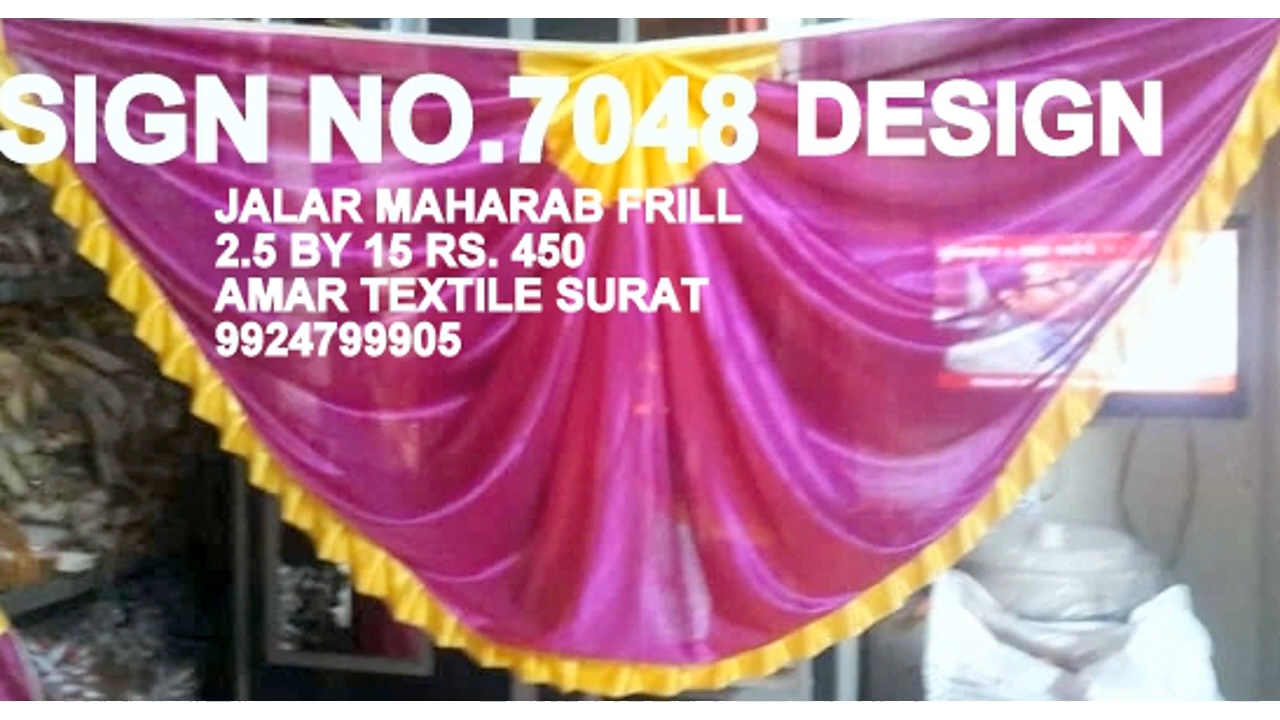 SIGN NO.7048 DESIGN
JALAR MAHARAB FRILL
2.5 BY 15 RS. 450
AMAR TEXTILE SURAT
9924799905